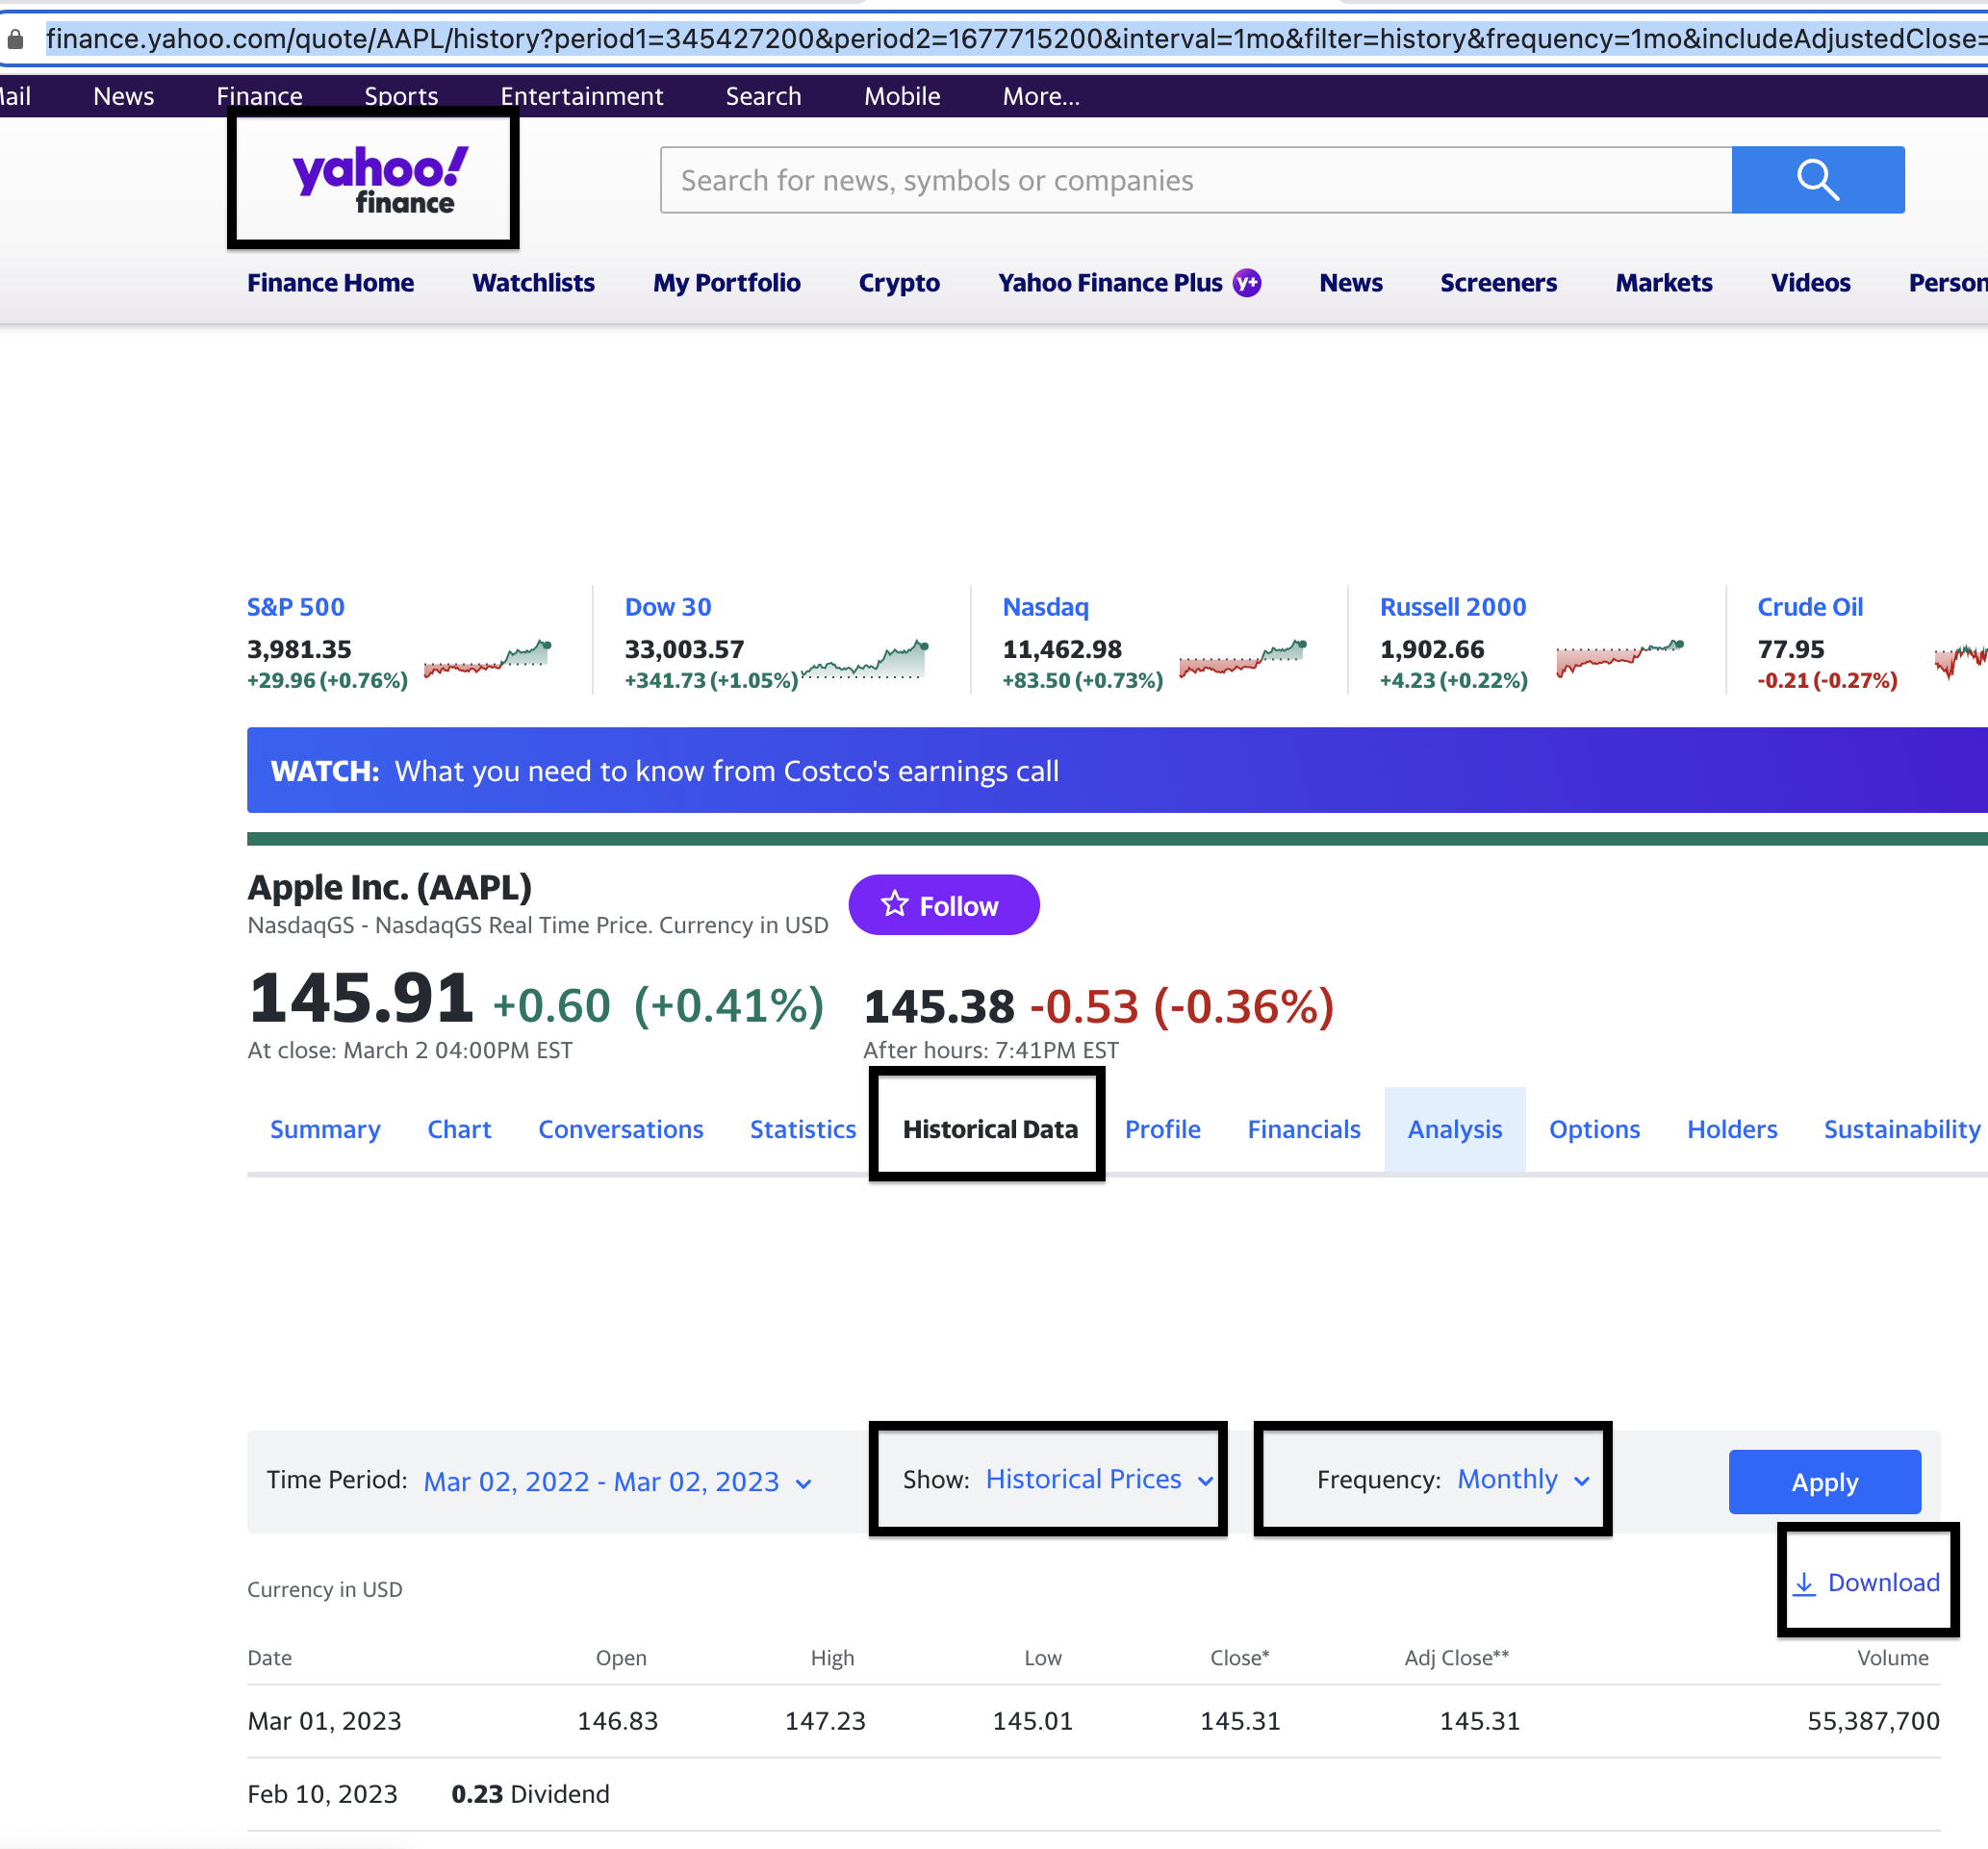 finance.yahoo.com/quote/AAPL/history?period1=345427200&period2=1677715200&interval=1mo&filter=history&frequency=1mo&includeAdjustedClose=
News Finance Sports Entertainment Search Mobile More...
yahoo!
finance
Search for news, symbols or companies
Finance Home Watchlists My Portfolio Crypto Yahoo Finance Plus y+ News Screeners Markets Videos Person
S&P 500 Dow 30 Nasdaq Russell 2000 Crude Oil
3,981.35 33,003.57 11,462.98 1,902.66 77.95
+29.96 (+0.76%) +341.73 (+1.05%) +83.50 (+0.73%) +4.23 (+0.22%) -0.21 (-0.27%)
WATCH: What you need to know from Costco's earnings call
Apple Inc. (AAPL)
NasdaqGS - NasdaqGS Real Time Price. Currency in USD
Follow
145.91 +0.60 (+0.41%) 145.38 -0.53 (-0.36%)
At close: March 2 04:00PM EST After hours: 7:41PM EST
Summary Chart Conversations Statistics Historical Data Profile Financials Analysis Options Holders Sustainability
Time Period: Mar 02, 2022 - Mar 02, 2023 Show: Historical Prices Frequency: Monthly Apply
Currency in USD Download
Date Open High Low Close* Adj Close** Volume
Mar 01, 2023 146.83 147.23 145.01 145.31 145.31 55,387,700
Feb 10, 2023 0.23 Dividend